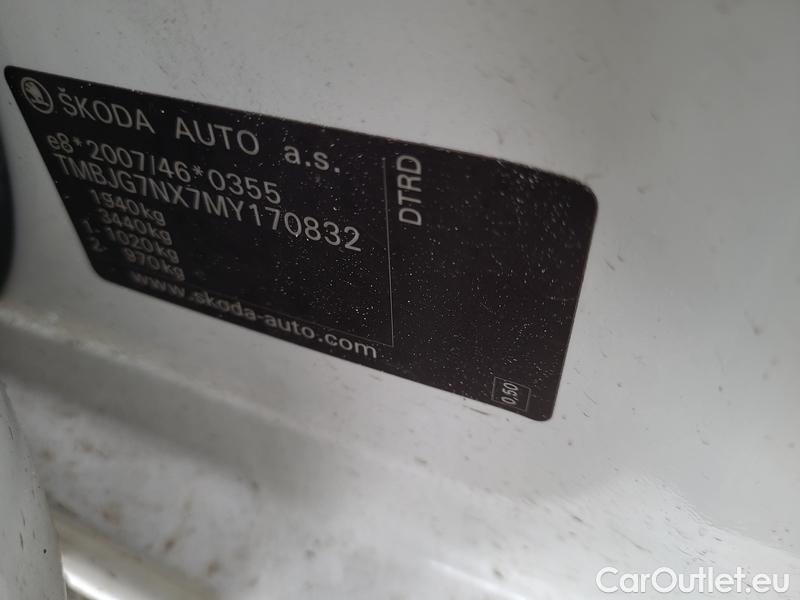 ŠKODA AUTO a.s.
e8*2007/46*0355
TMBJG7NX7MY170832
1940kg
3440kg
1. 1020kg
2. 970kg
www.skoda-auto.com
DTRD
0,50
CarOutlet.eu